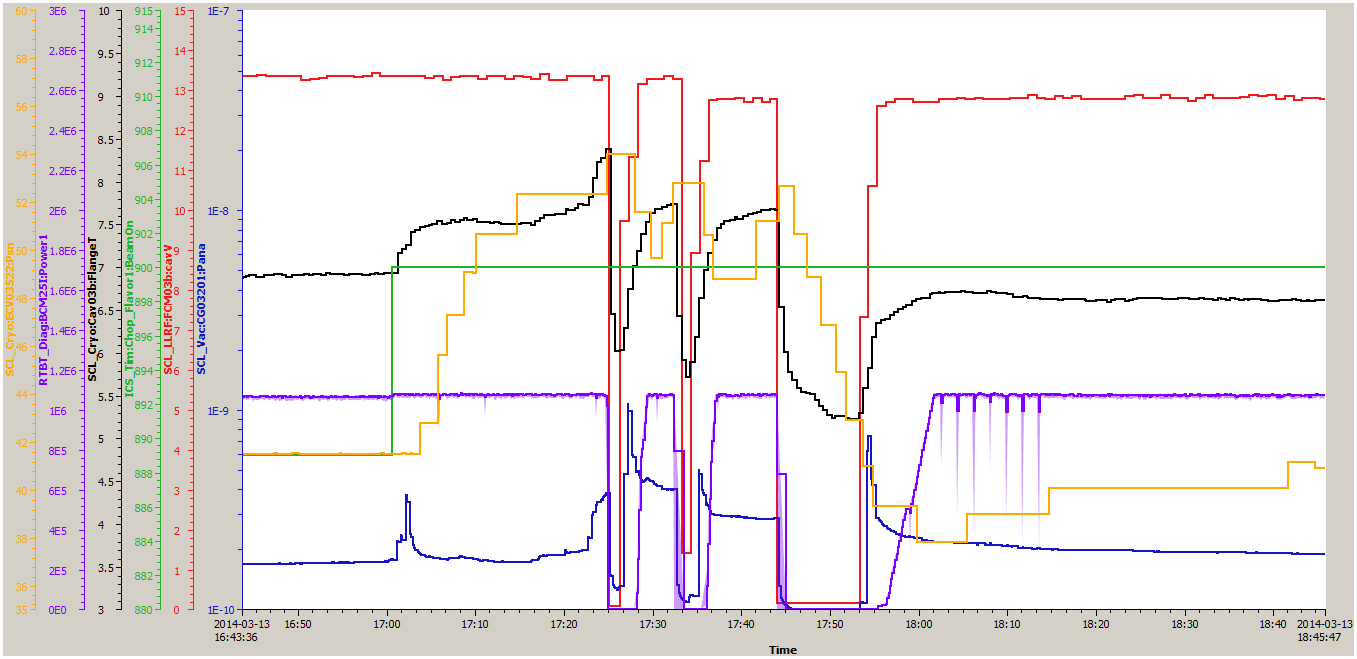 SCL_Cryo:ECV03522:Psn
60
58
56
54
52
50
48
46
44
42
40
38
36
35
RTBT_Diag:BCM25I:Power1
3E6
2.8E6
2.6E6
2.4E6
2.2E6
2E6
1.8E6
1.6E6
1.4E6
1.2E6
1E6
8E5
6E5
4E5
2E5
0E0
SCL_Cryo:Cav03b:FlangeT
10
9.5
9
8.5
8
7.5
7
6.5
6
5.5
5
4.5
4
3.5
3
ICS_Tim:Chop_Flavor1:BeamOn
915
914
912
910
908
906
904
902
900
898
896
894
892
890
888
886
884
882
880
SCL_LLRF:FCM03b:cavV
15
14
13
12
11
10
9
8
7
6
5
4
3
2
1
0
SCL_Vac:CG03201:Pana
1E-7
1E-8
1E-9
1E-10
2014-03-13 16:50 17:00 17:10 17:20 17:30 17:40 17:50 18:00 18:10 18:20 18:30 18:40 2014-03-13
16:43:36 18:45:47
Time